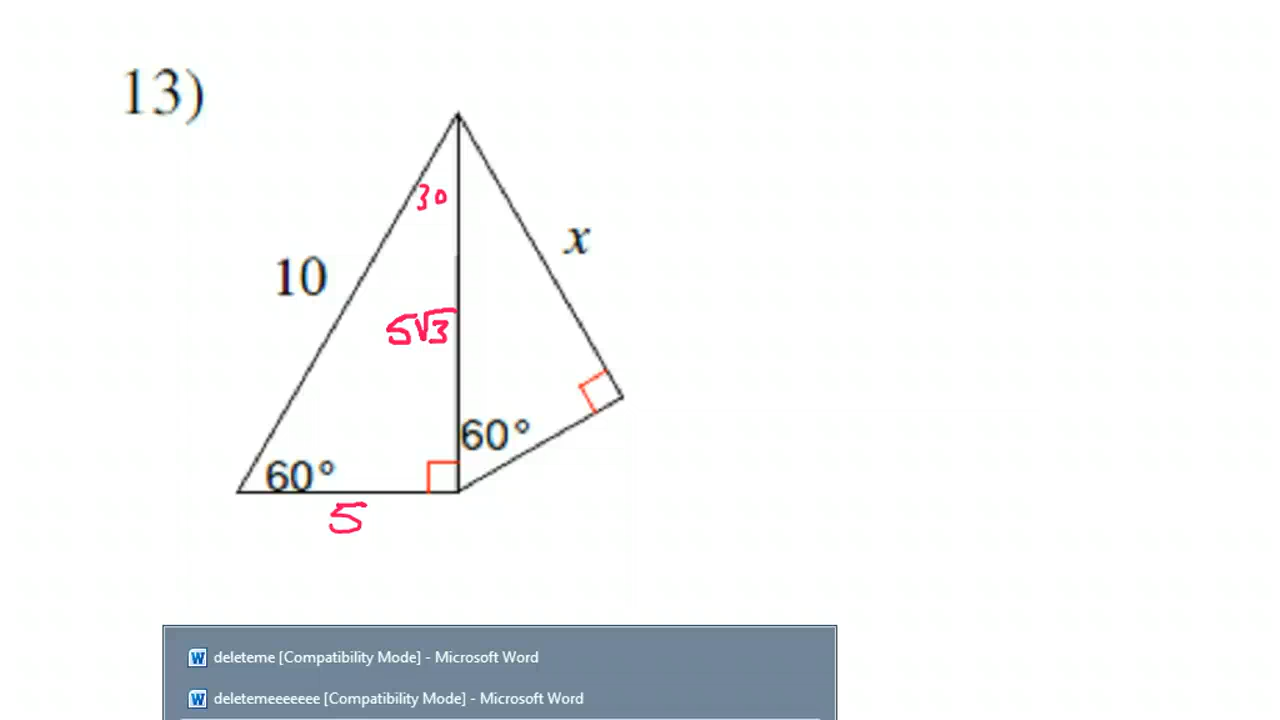 13)
30
x
10
5√3
60°
60°
5
deleteme [Compatibility Mode] - Microsoft Word
deletemeeeeeee [Compatibility Mode] - Microsoft Word